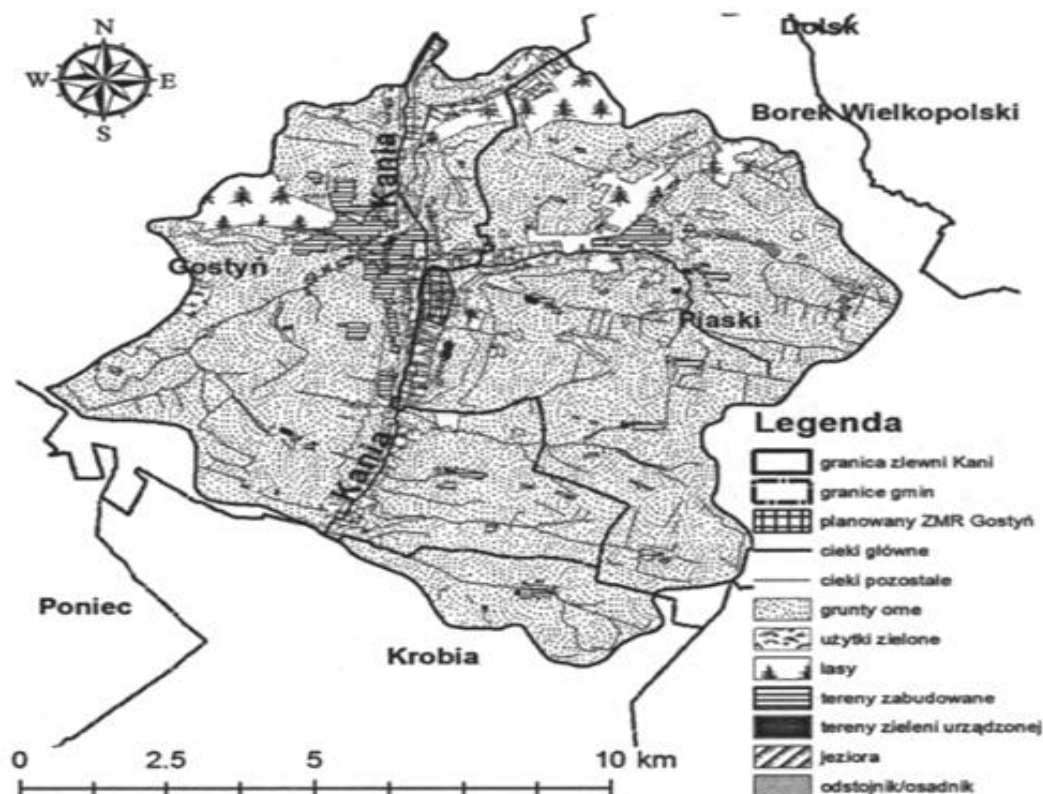 N
W E
S
Dolsk
Borek Wielkopolski
Kania
Gostyń
Piaski
Kania
Poniec
Krobia
Legenda
granica zlewni Kani
granice gmin
planowany ZMR Gostyń
cieki główne
cieki pozostałe
grunty orne
użytki zielone
lasy
tereny zabudowane
tereny zieleni urządzonej
jeziora
odstojnik/osadnik
0 2.5 5 10 km